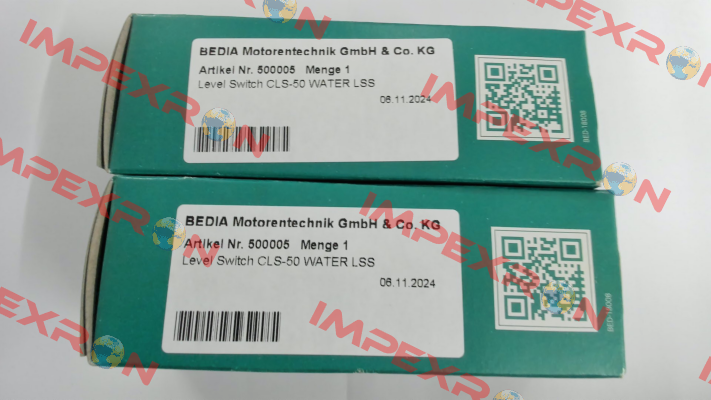 BEDIA Motorentechnik GmbH & Co. KG
Artikel Nr. 500005 Menge 1
Level Switch CLS-50 WATER LSS
06.11.2024
BEDIA Motorentechnik GmbH & Co. KG
Artikel Nr. 500005 Menge 1
Level Switch CLS-50 WATER LSS
06.11.2024
IMPEXRON
IMPEXRON
IMPEXRON
IMPEXRON
IMPEXRON
IMPEXRON